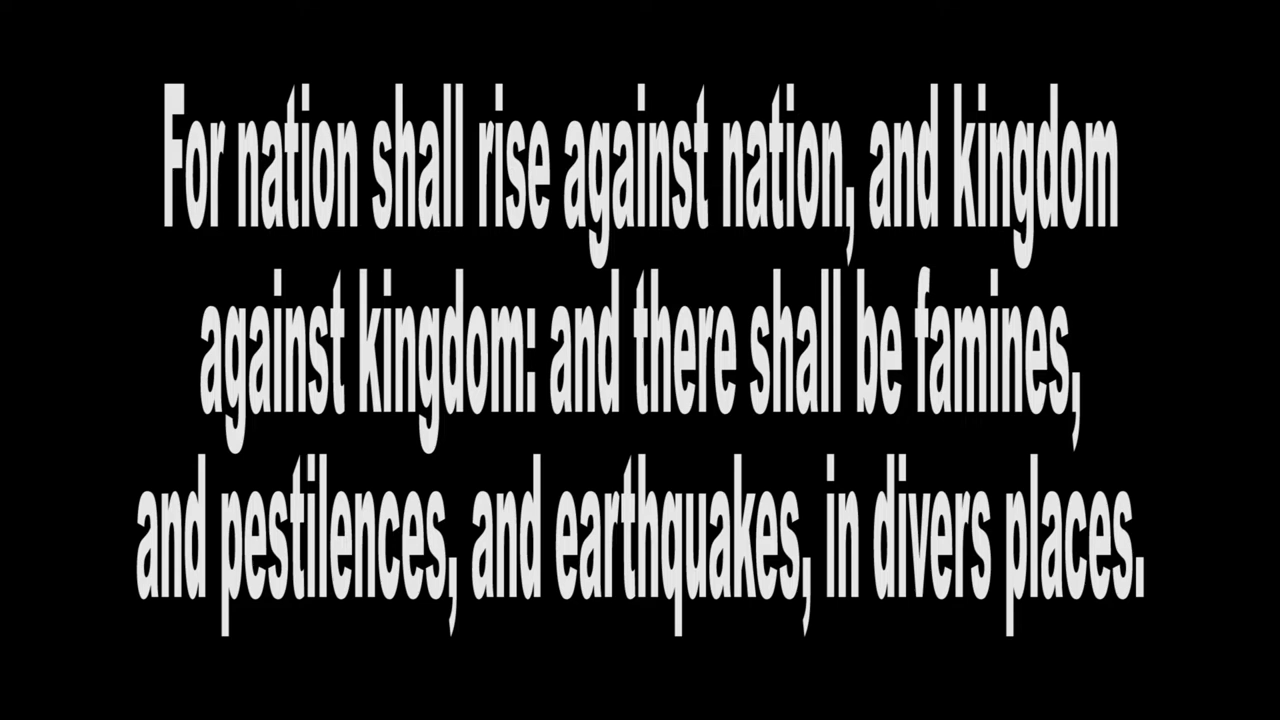 For nation shall rise against nation, and kingdom
against kingdom: and there shall be famines,
and pestilences, and earthquakes, in divers places.